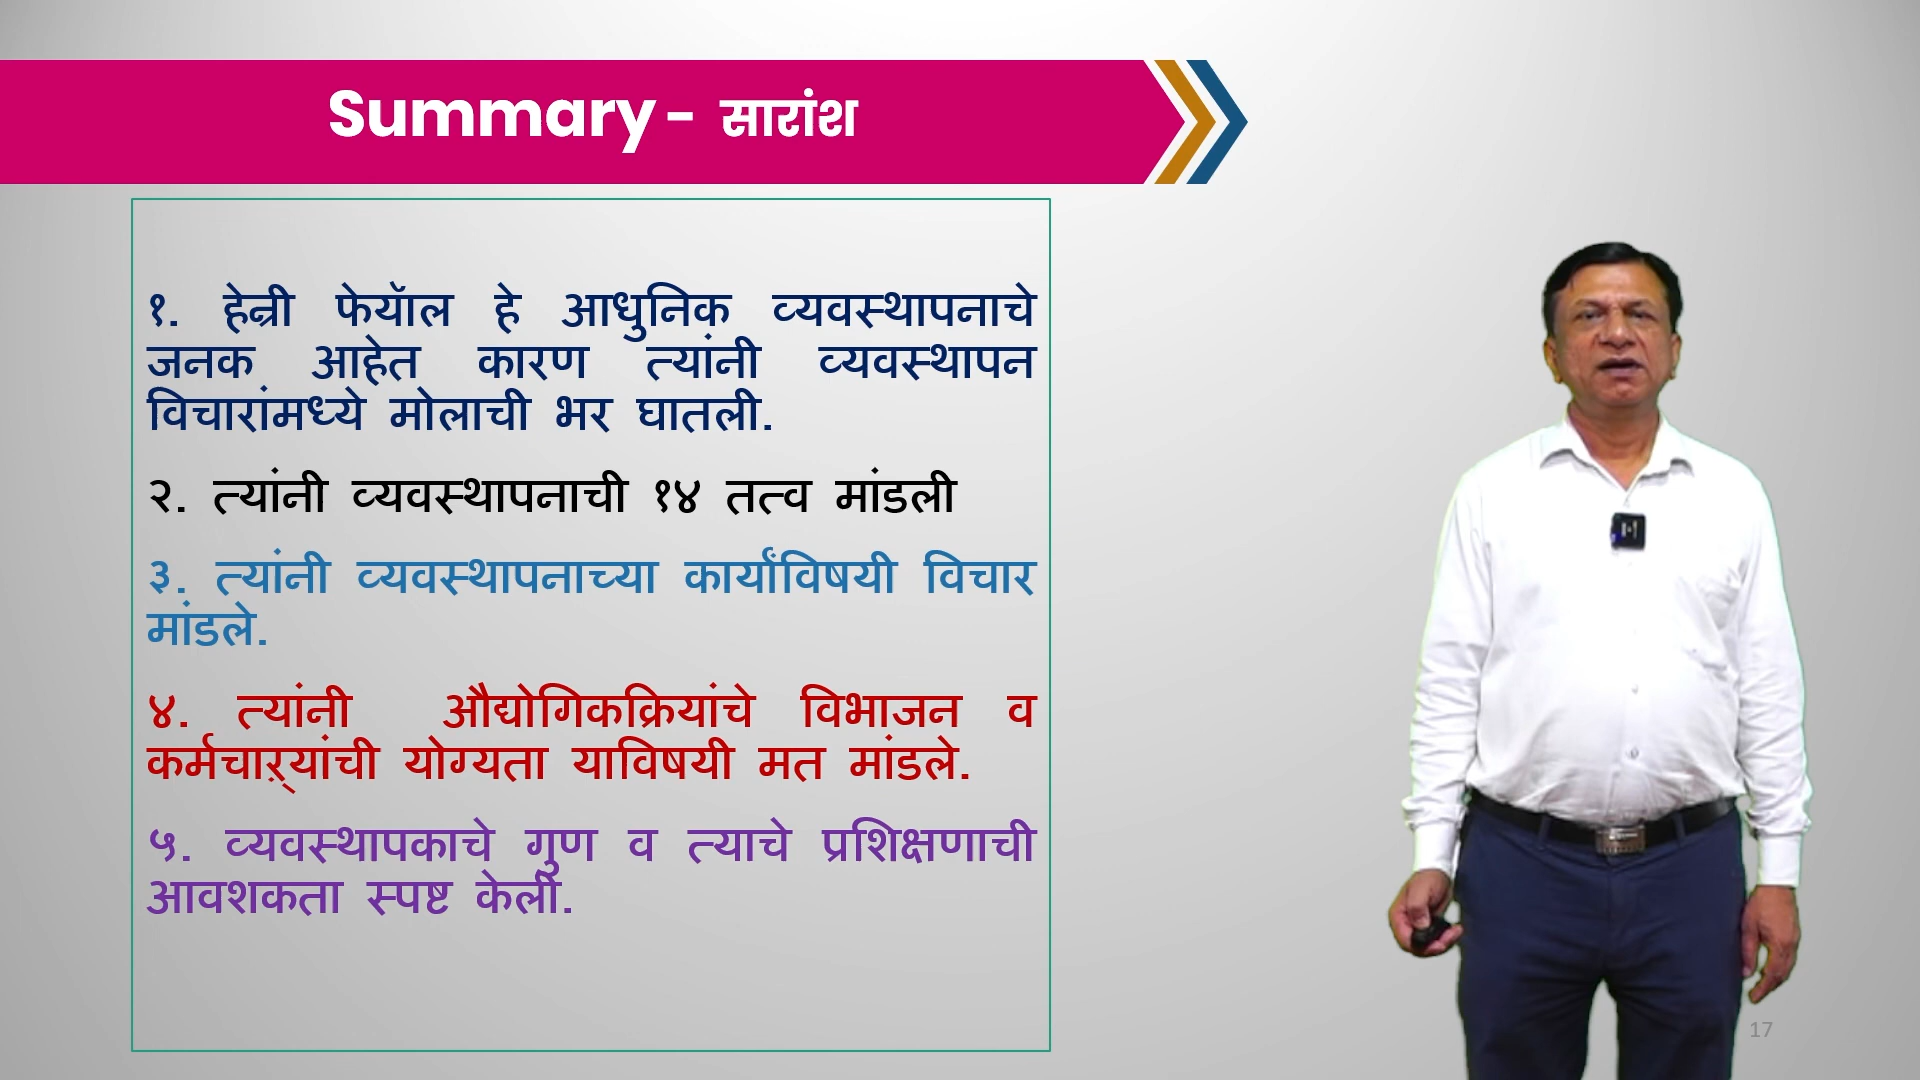 Summary - सारांश
१. हेन्री फेयॉल हे आधुनिक व्यवस्थापनाचे
जनक आहेत कारण त्यांनी व्यवस्थापन
विचारांमध्ये मोलाची भर घातली.
२. त्यांनी व्यवस्थापनाची १४ तत्व मांडली
३. त्यांनी व्यवस्थापनाच्या कार्यांविषयी विचार
मांडले.
४. त्यांनी औद्योगिकक्रियांचे विभाजन व
कर्मचाऱ्यांची योग्यता याविषयी मत मांडले.
५. व्यवस्थापकाचे गुण व त्याचे प्रशिक्षणाची
आवशकता स्पष्ट केली.
17